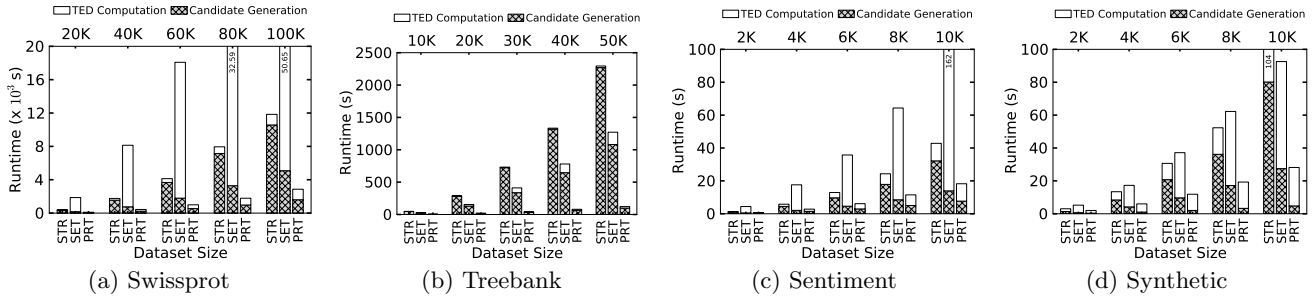 TED Computation Candidate Generation
20K 40K 60K 80K 100K
20
16
12
8
4
0
Runtime (x 10³ s)
32.59
50.65
STR SET PRT STR SET PRT STR SET PRT STR SET PRT STR SET PRT
Dataset Size
(a) Swissprot
TED Computation Candidate Generation
10K 20K 30K 40K 50K
2500
2000
1500
1000
500
0
Runtime (s)
STR SET PRT STR SET PRT STR SET PRT STR SET PRT STR SET PRT
Dataset Size
(b) Treebank
TED Computation Candidate Generation
2K 4K 6K 8K 10K
100
80
60
40
20
0
Runtime (s)
162
STR SET PRT STR SET PRT STR SET PRT STR SET PRT STR SET PRT
Dataset Size
(c) Sentiment
TED Computation Candidate Generation
2K 4K 6K 8K 10K
100
80
60
40
20
0
Runtime (s)
104
STR SET PRT STR SET PRT STR SET PRT STR SET PRT STR SET PRT
Dataset Size
(d) Synthetic